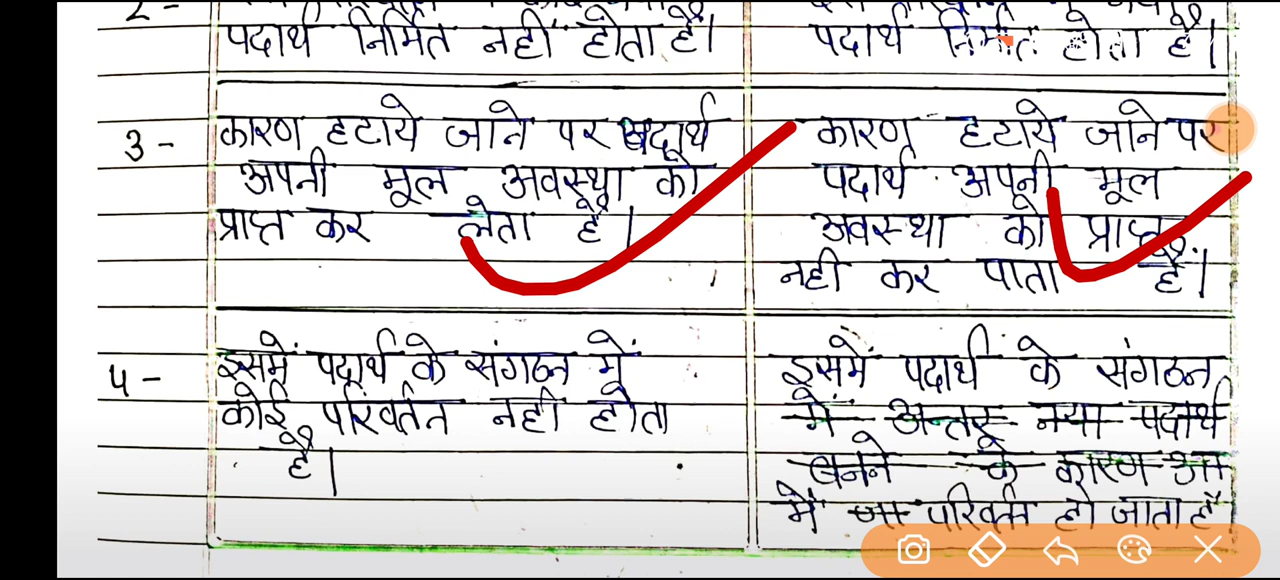 2-
पदार्थ निर्मित नहीं होता है। पदार्थ निर्मित होता है।
3- कारण हटाये जाने पर पदार्थ कारण हटाये जाने पर
अपनी मूल अवस्था को पदार्थ अपनी मूल
प्राप्त कर लेता है। अवस्था को प्राप्त
नही कर पाता है।
4- इसमें पदार्थ के संगठन में इसमें पदार्थ के संगठन
कोई परिवर्तन नही होता में अन्तर नया पदार्थ
है। बनने के कारण
में परिवर्तन हो जाता है